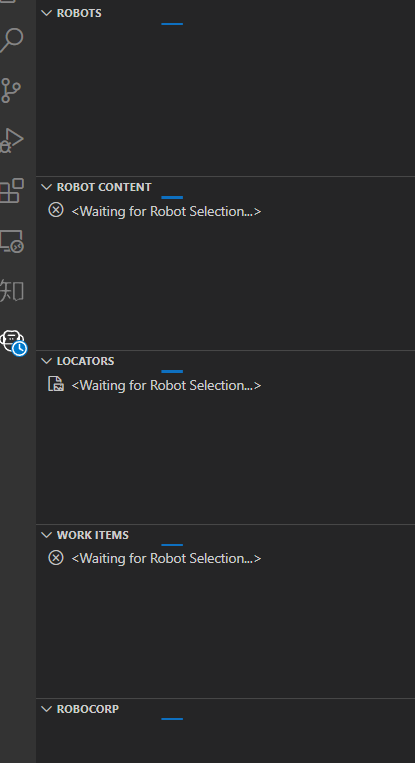 ROBOTS
ROBOT CONTENT
<Waiting for Robot Selection...>
知
LOCATORS
<Waiting for Robot Selection...>
WORK ITEMS
<Waiting for Robot Selection...>
ROBOCORP